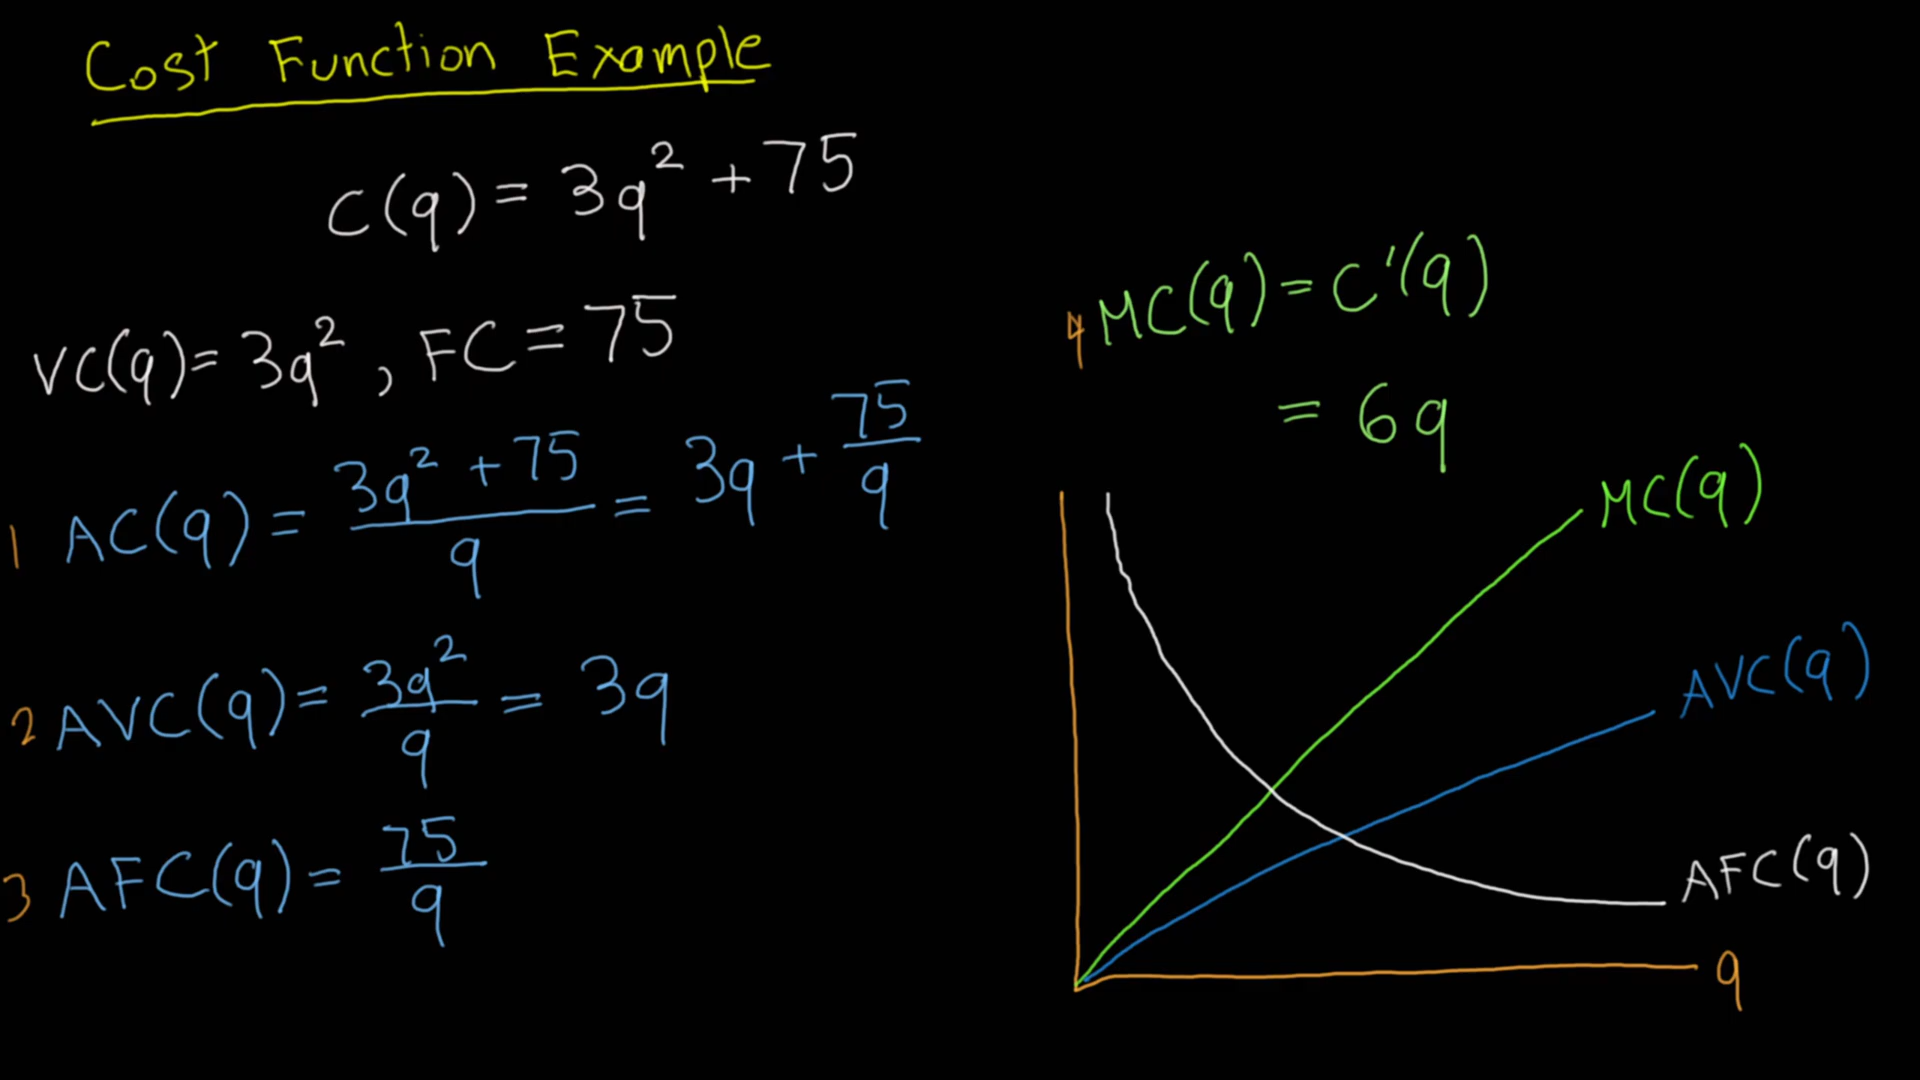 Cost Function Example
C(q) = 3q² + 75
VC(q) = 3q² , FC = 75
1 AC(q) = (3q² + 75)/q = 3q + 75/q
2 AVC(q) = 3q²/q = 3q
3 AFC(q) = 75/q
4 MC(q) = C'(q)
= 6q
MC(q)
AVC(q)
AFC(q)
q